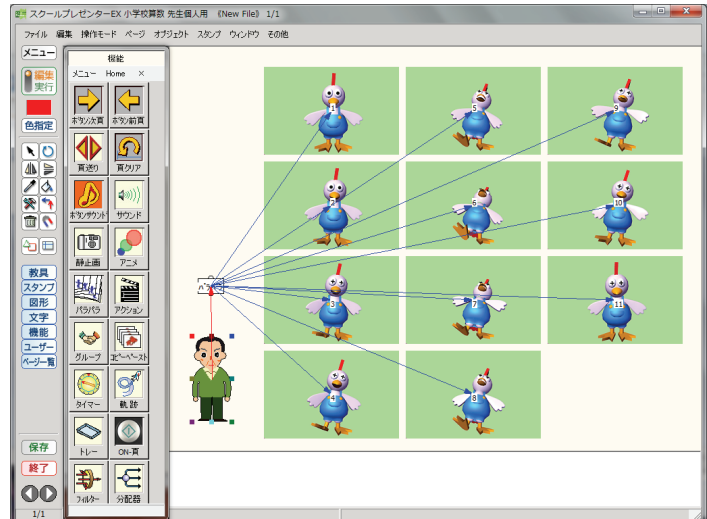 スクールプレゼンターEX 小学校算数 先生個人用 《New File》 1/1
ファイル 編集 操作モード ページ オブジェクト スタンプ ウィンドウ その他
メニュー
編集
実行
色指定
教具
スタンプ
図形
文字
機能
ユーザー
ページ一覧
保存
終了
1/1
機能
メニュー Home ×
ボタン次頁 ボタン前頁
頁送り 頁クリア
ボタンサウンド サウンド
静止画 アニメ
パラパラ アクション
グループ コピーペースト
タイマー 軌跡
トレー ON-頁
フィルター 分配器
1 5 9
2 6 10
3 7 11
4 8